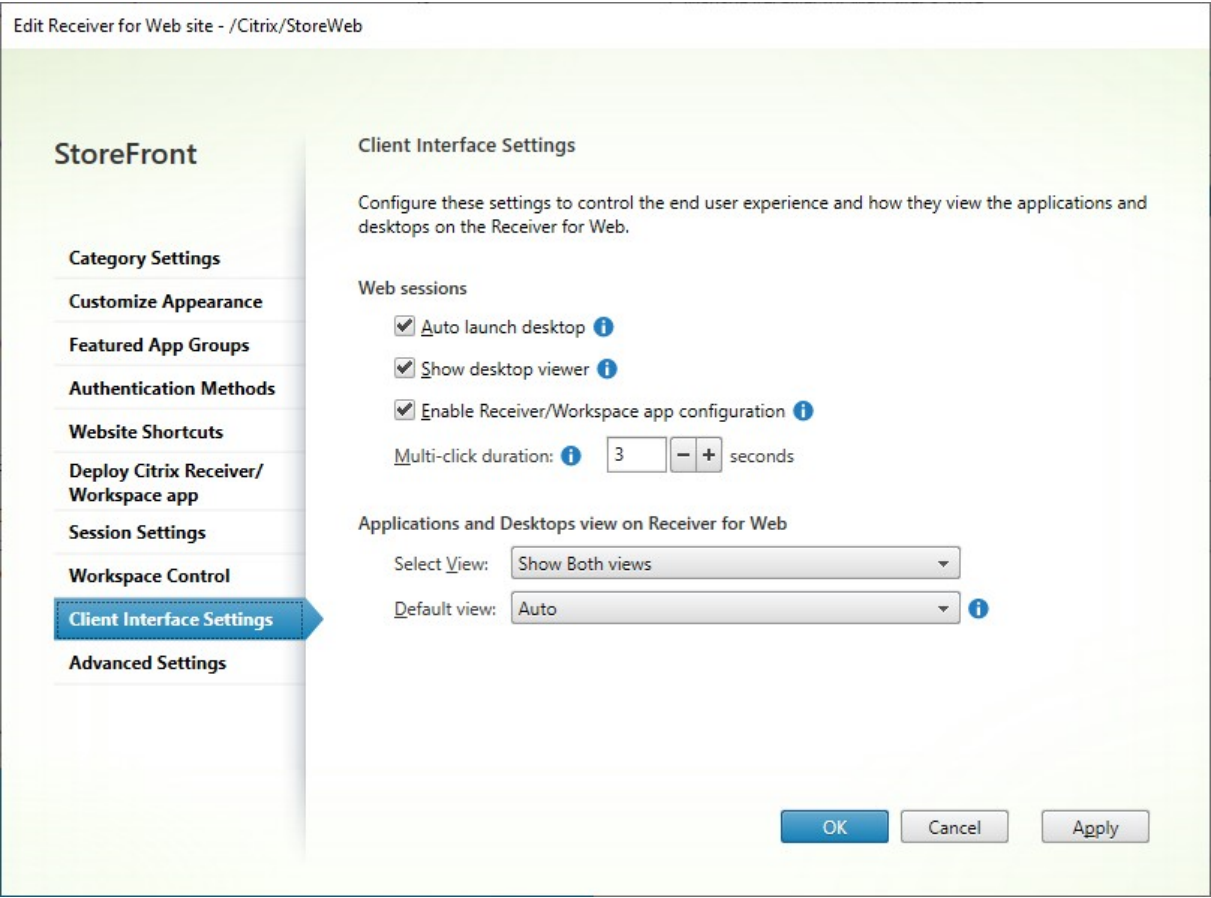 Edit Receiver for Web site - /Citrix/StoreWeb
StoreFront
Category Settings
Customize Appearance
Featured App Groups
Authentication Methods
Website Shortcuts
Deploy Citrix Receiver/
Workspace app
Session Settings
Workspace Control
Client Interface Settings
Advanced Settings
Client Interface Settings
Configure these settings to control the end user experience and how they view the applications and
desktops on the Receiver for Web.
Web sessions
Auto launch desktop
Show desktop viewer
Enable Receiver/Workspace app configuration
Multi-click duration: 3 - + seconds
Applications and Desktops view on Receiver for Web
Select View: Show Both views
Default view: Auto
OK Cancel Apply